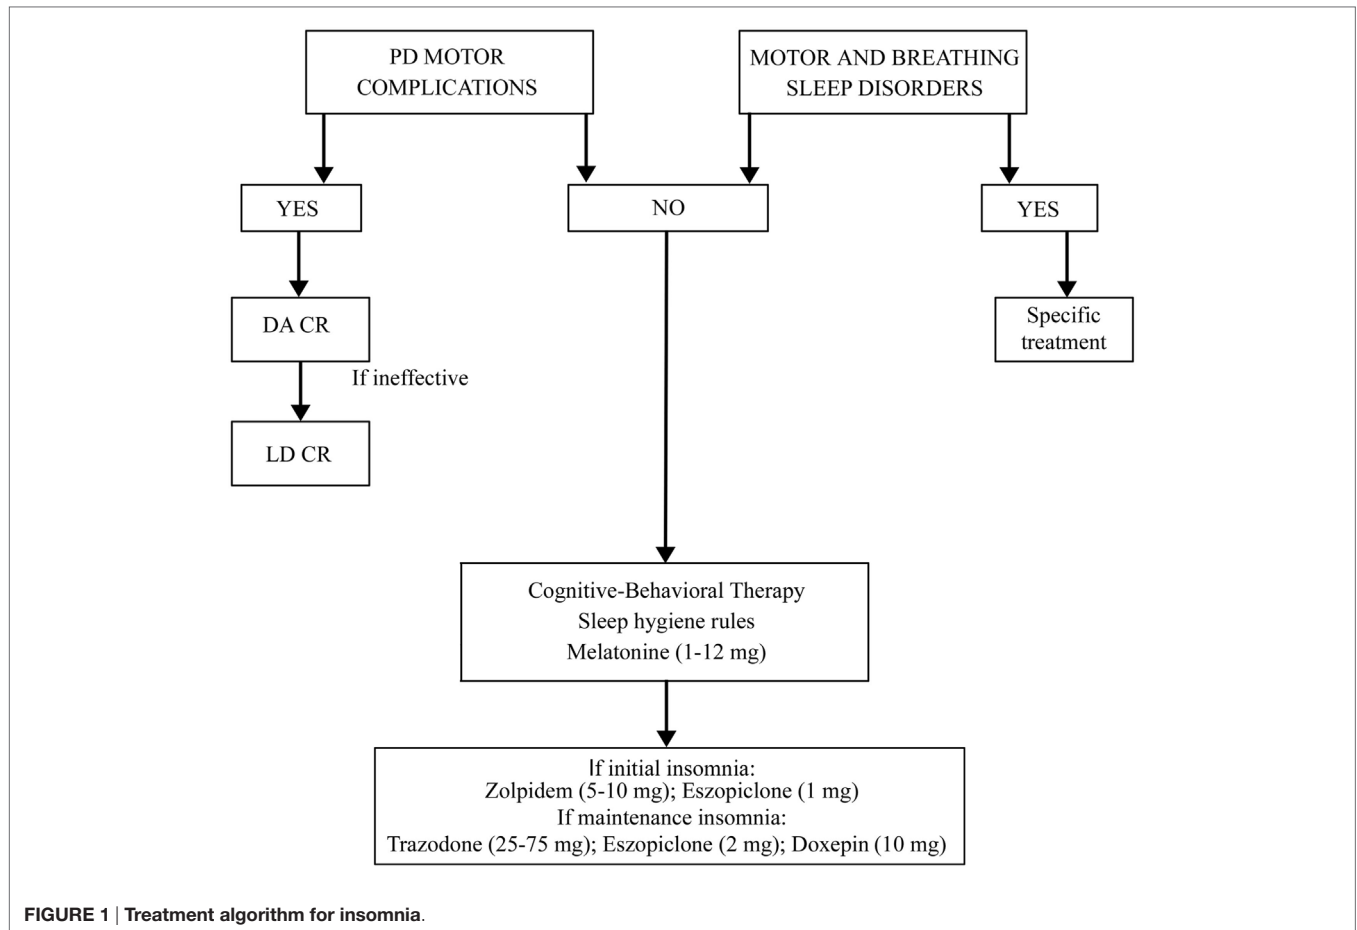 PD MOTOR
COMPLICATIONS
MOTOR AND BREATHING
SLEEP DISORDERS
YES
NO
YES
DA CR
Specific
treatment
If ineffective
LD CR
Cognitive-Behavioral Therapy
Sleep hygiene rules
Melatonine (1-12 mg)
If initial insomnia:
Zolpidem (5-10 mg); Eszopiclone (1 mg)
If maintenance insomnia:
Trazodone (25-75 mg); Eszopiclone (2 mg); Doxepin (10 mg)
FIGURE 1 | Treatment algorithm for insomnia.